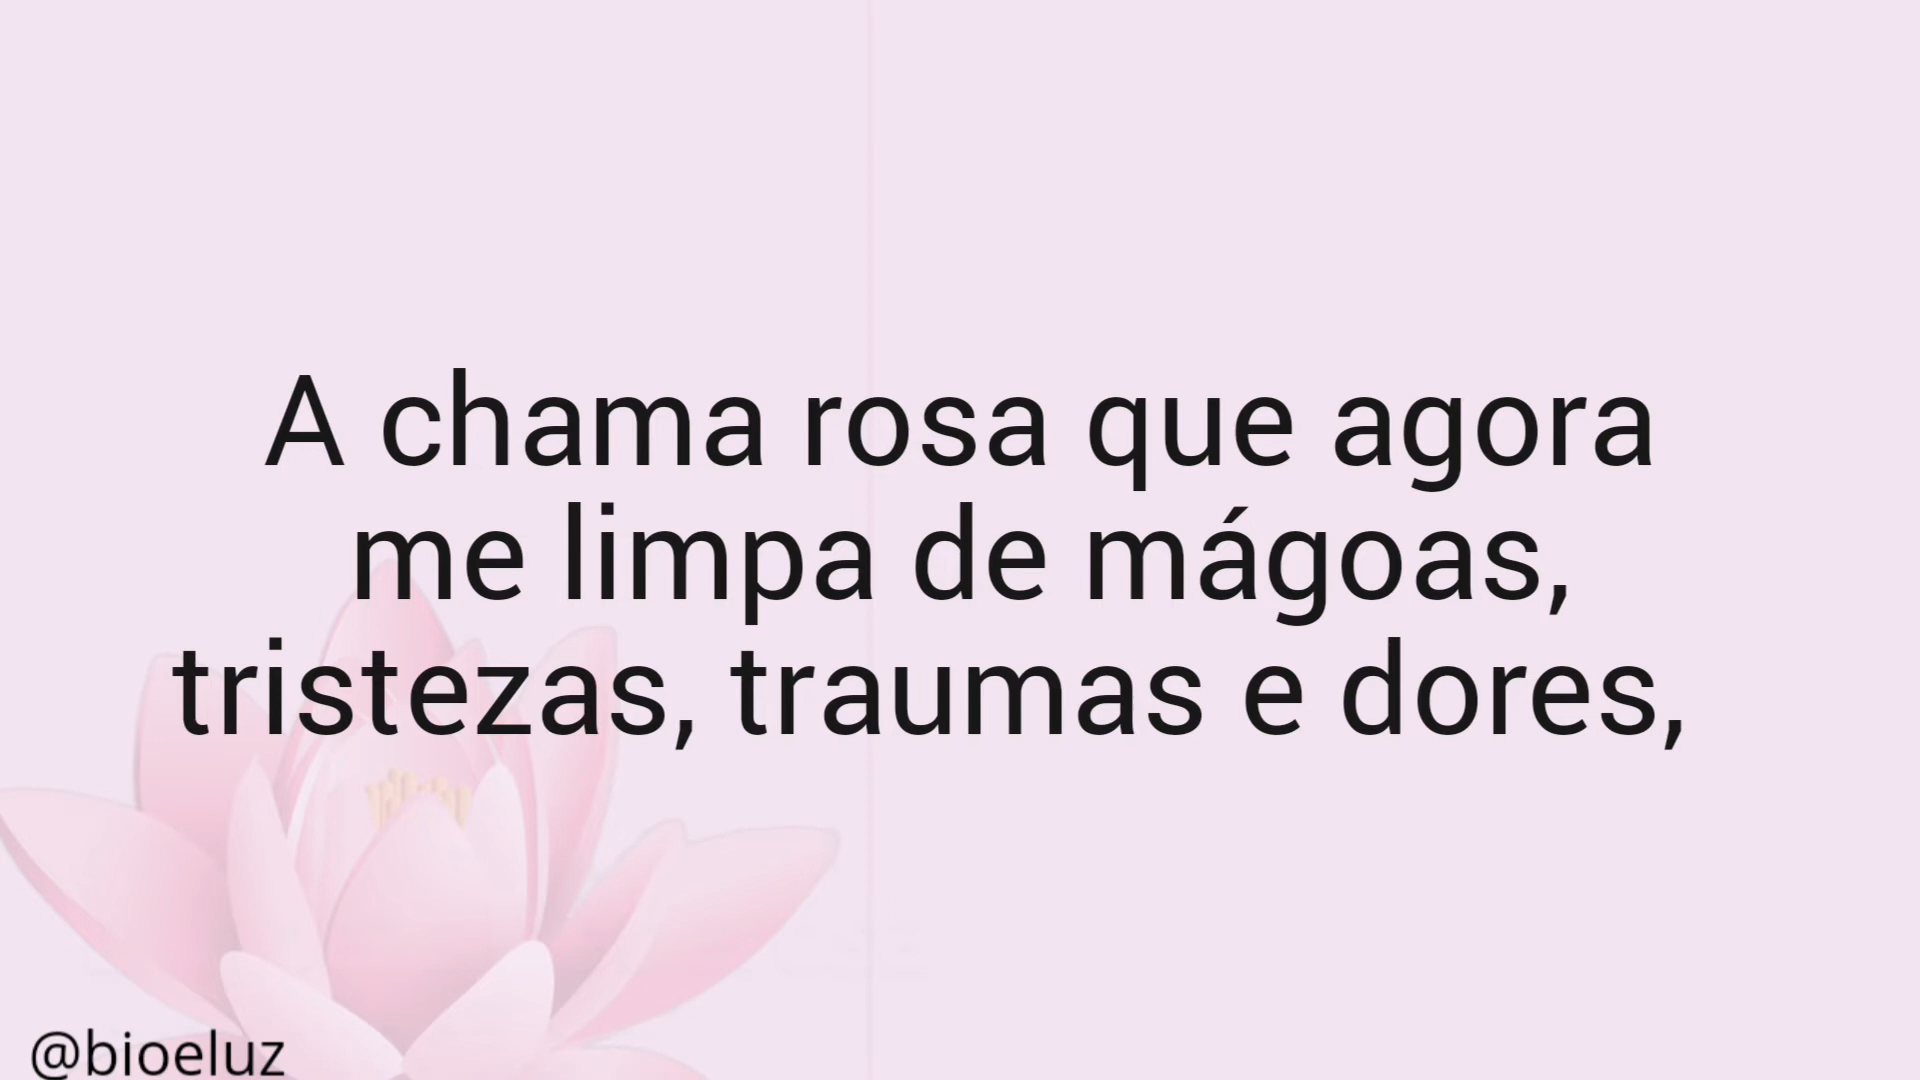 A chama rosa que agora
me limpa de mágoas,
tristezas, traumas e dores,
@bioeluz